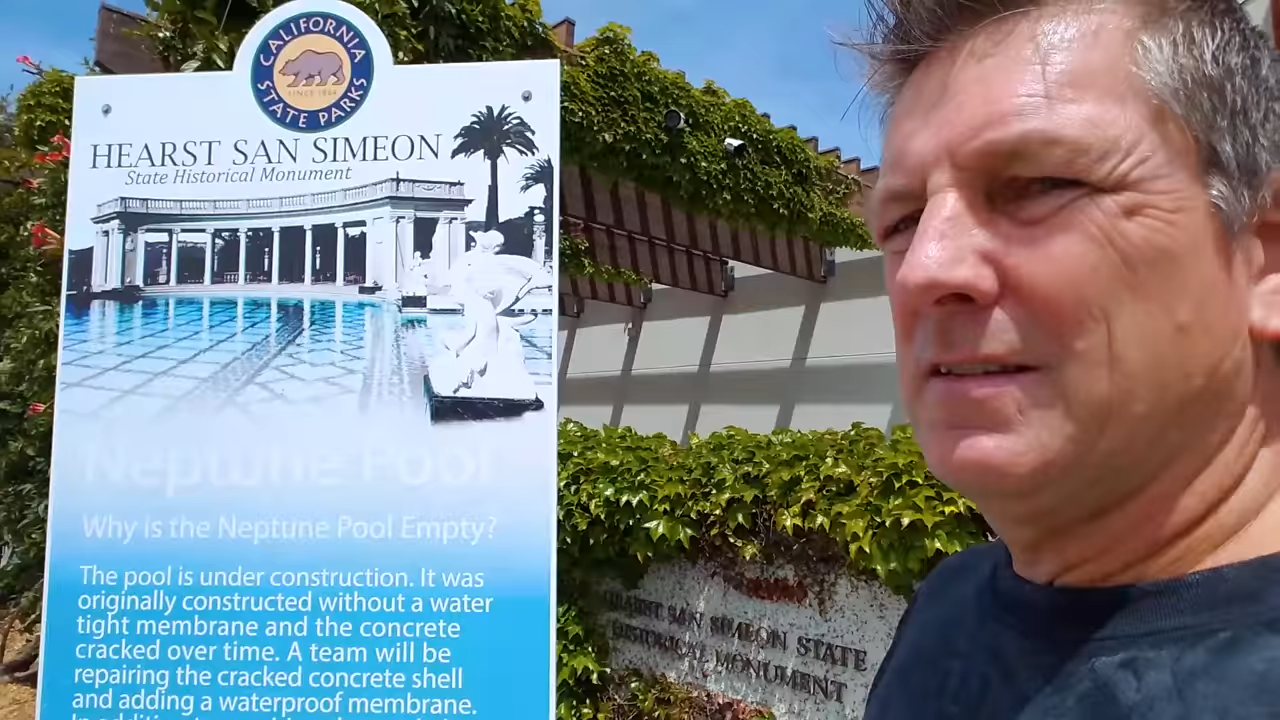 CALIFORNIA
SINCE 1864
STATE PARKS
HEARST SAN SIMEON
State Historical Monument
Neptune Pool
Why is the Neptune Pool Empty?
The pool is under construction. It was
originally constructed without a water
tight membrane and the concrete
cracked over time. A team will be
repairing the cracked concrete shell
and adding a waterproof membrane.
HEARST SAN SIMEON STATE
HISTORICAL MONUMENT